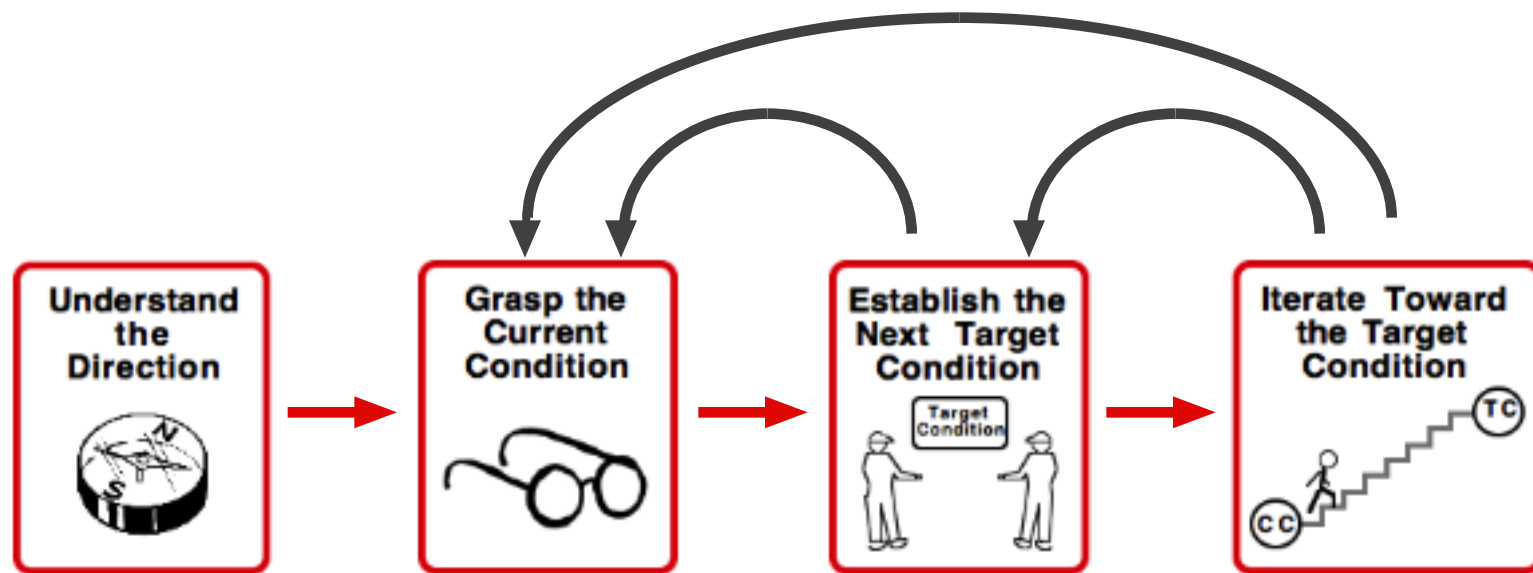 Understand
the
Direction
N
S
Grasp the
Current
Condition
Establish the
Next Target
Condition
Target
Condition
Iterate Toward
the Target
Condition
TC
CC